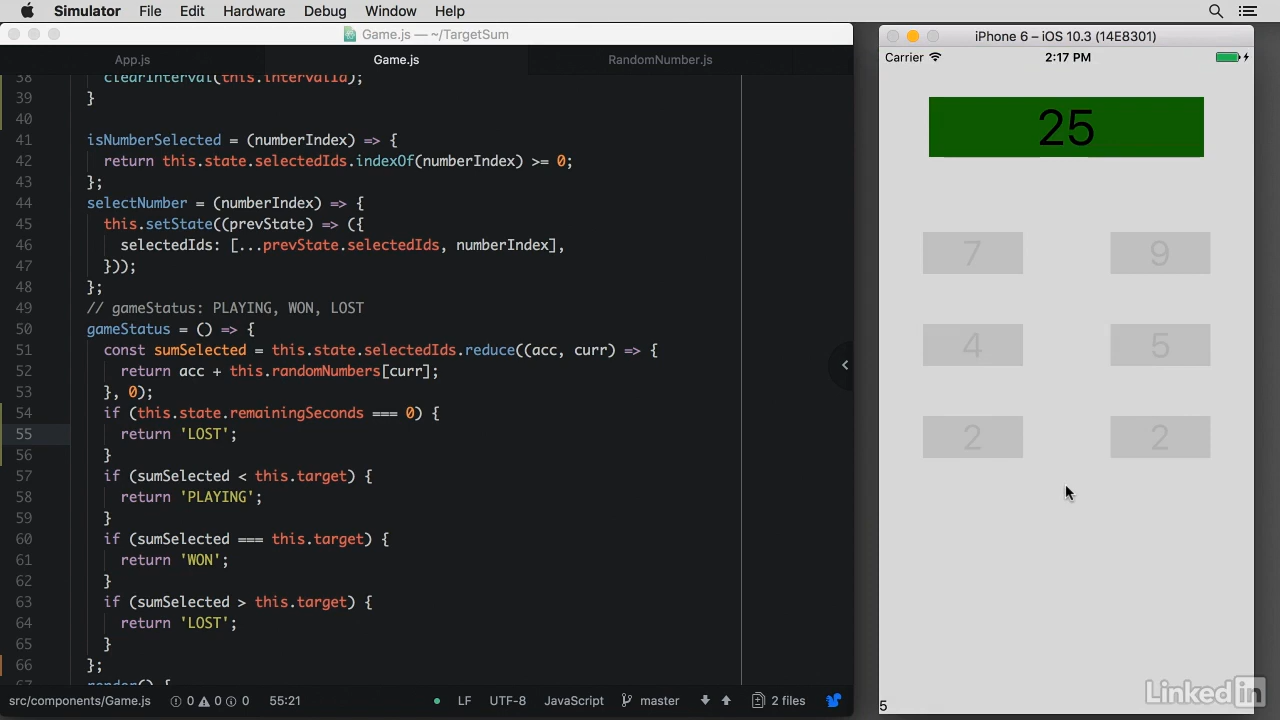 Simulator File Edit Hardware Debug Window Help
Game.js — ~/TargetSum
App.js Game.js RandomNumber.js
38 clearInterval(this.intervalId);
39 }
40
41 isNumberSelected = (numberIndex) => {
42 return this.state.selectedIds.indexOf(numberIndex) >= 0;
43 };
44 selectNumber = (numberIndex) => {
45 this.setState((prevState) => ({
46 selectedIds: [...prevState.selectedIds, numberIndex],
47 }));
48 };
49 // gameStatus: PLAYING, WON, LOST
50 gameStatus = () => {
51 const sumSelected = this.state.selectedIds.reduce((acc, curr) => {
52 return acc + this.randomNumbers[curr];
53 }, 0);
54 if (this.state.remainingSeconds === 0) {
55 return 'LOST';
56 }
57 if (sumSelected < this.target) {
58 return 'PLAYING';
59 }
60 if (sumSelected === this.target) {
61 return 'WON';
62 }
63 if (sumSelected > this.target) {
64 return 'LOST';
65 }
66 };
67 render() {
src/components/Game.js 0 0 0 55:21 LF UTF-8 JavaScript master 2 files
iPhone 6 – iOS 10.3 (14E8301)
Carrier 2:17 PM
25
7 9
4 5
2 2
5
LinkedIn